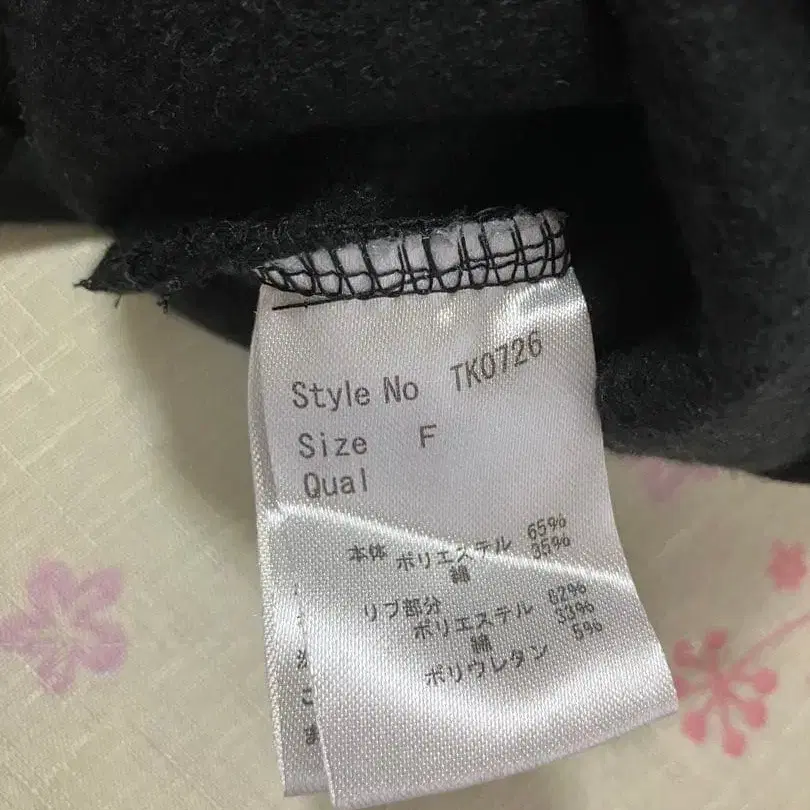 Style No TK0726
Size F
Qual
本体 ポリエステル 65%
綿 35%
リブ部分
ポリエステル 62%
綿 33%
ポリウレタン 5%